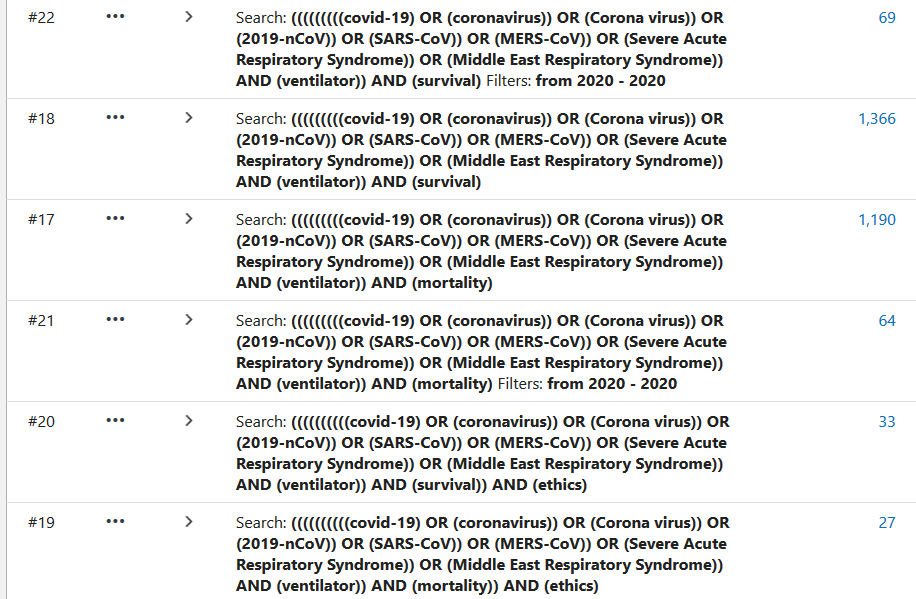 #22 ••• Search: (((((((((covid-19) OR (coronavirus)) OR (Corona virus)) OR 69
(2019-nCoV)) OR (SARS-CoV)) OR (MERS-CoV)) OR (Severe Acute
Respiratory Syndrome)) OR (Middle East Respiratory Syndrome))
AND (ventilator)) AND (survival) Filters: from 2020 - 2020
#18 ••• Search: (((((((((covid-19) OR (coronavirus)) OR (Corona virus)) OR 1,366
(2019-nCoV)) OR (SARS-CoV)) OR (MERS-CoV)) OR (Severe Acute
Respiratory Syndrome)) OR (Middle East Respiratory Syndrome))
AND (ventilator)) AND (survival)
#17 ••• Search: (((((((((covid-19) OR (coronavirus)) OR (Corona virus)) OR 1,190
(2019-nCoV)) OR (SARS-CoV)) OR (MERS-CoV)) OR (Severe Acute
Respiratory Syndrome)) OR (Middle East Respiratory Syndrome))
AND (ventilator)) AND (mortality)
#21 ••• Search: (((((((((covid-19) OR (coronavirus)) OR (Corona virus)) OR 64
(2019-nCoV)) OR (SARS-CoV)) OR (MERS-CoV)) OR (Severe Acute
Respiratory Syndrome)) OR (Middle East Respiratory Syndrome))
AND (ventilator)) AND (mortality) Filters: from 2020 - 2020
#20 ••• Search: ((((((((((covid-19) OR (coronavirus)) OR (Corona virus)) OR 33
(2019-nCoV)) OR (SARS-CoV)) OR (MERS-CoV)) OR (Severe Acute
Respiratory Syndrome)) OR (Middle East Respiratory Syndrome))
AND (ventilator)) AND (survival)) AND (ethics)
#19 ••• Search: ((((((((((covid-19) OR (coronavirus)) OR (Corona virus)) OR 27
(2019-nCoV)) OR (SARS-CoV)) OR (MERS-CoV)) OR (Severe Acute
Respiratory Syndrome)) OR (Middle East Respiratory Syndrome))
AND (ventilator)) AND (mortality)) AND (ethics)